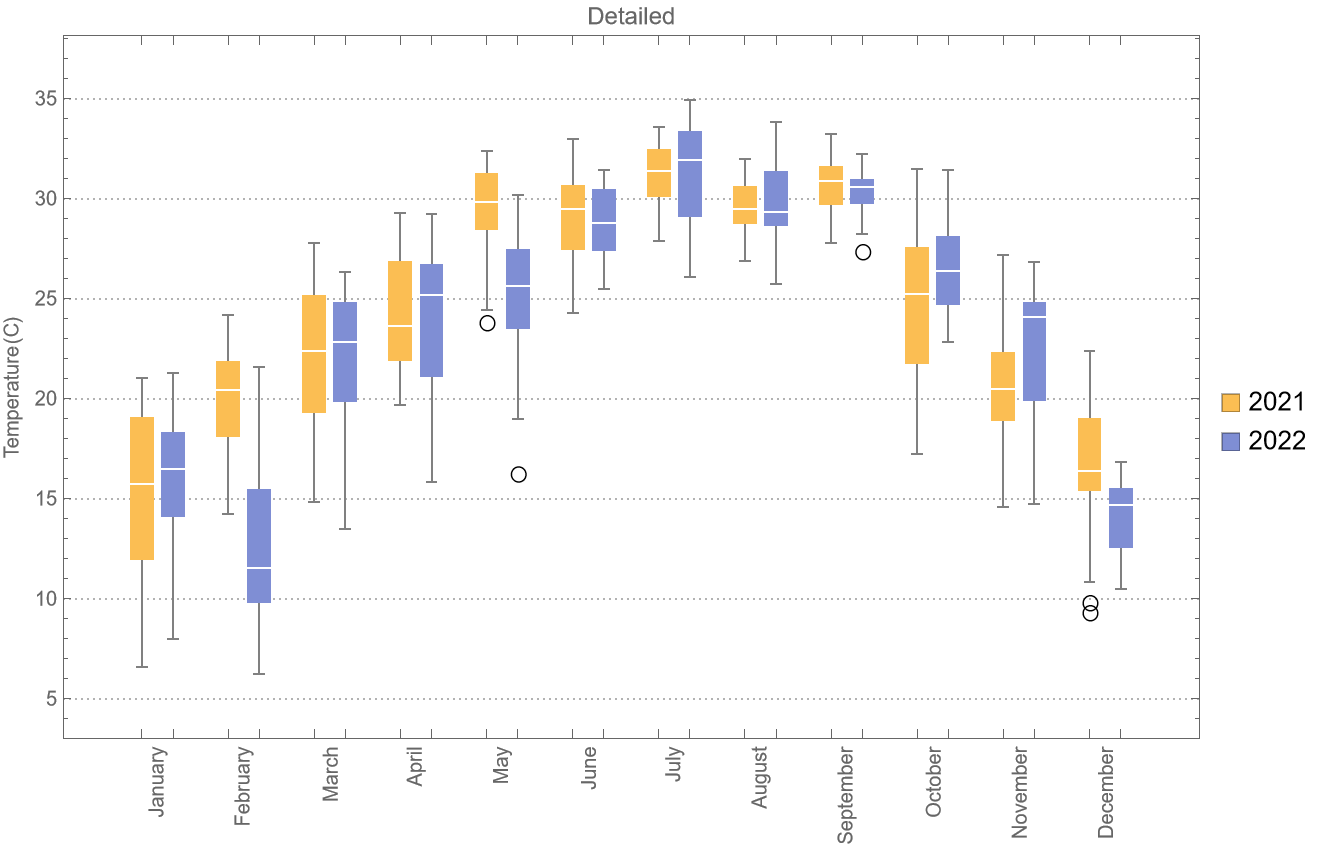 Detailed
Temperature(C)
35
30
25
20
15
10
5
January
February
March
April
May
June
July
August
September
October
November
December
2021
2022